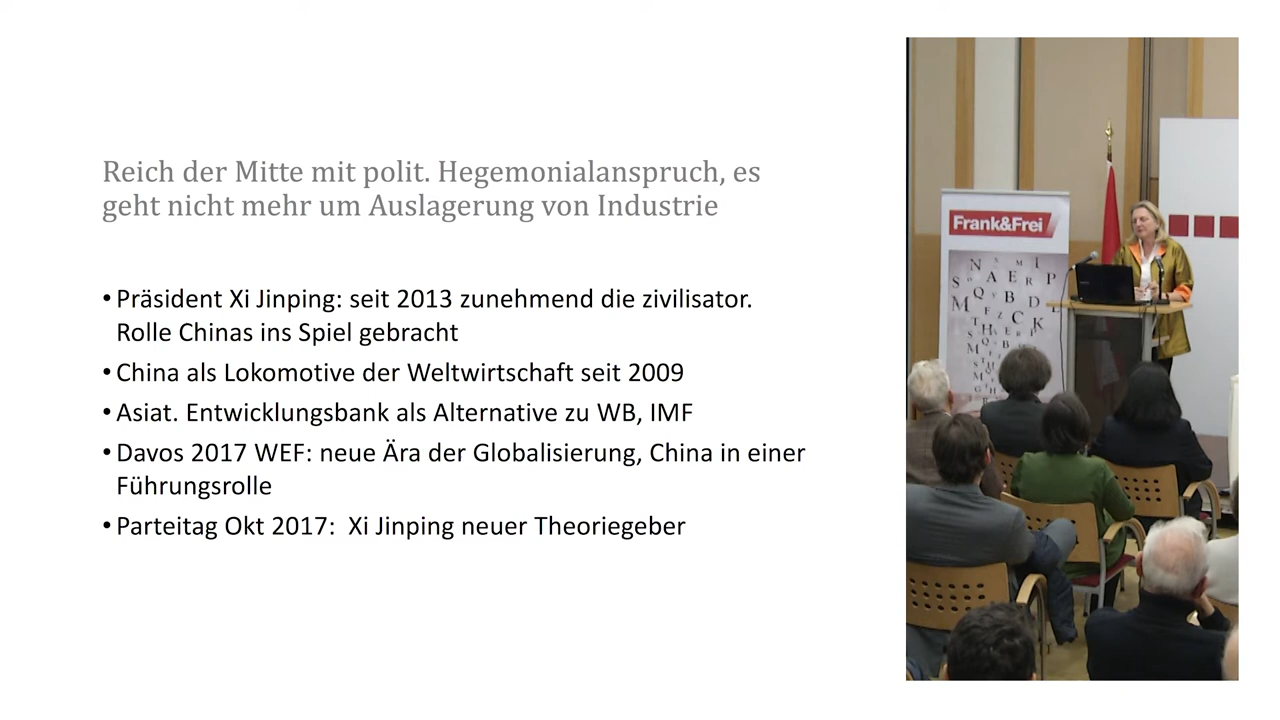 Reich der Mitte mit polit. Hegemonialanspruch, es
geht nicht mehr um Auslagerung von Industrie
• Präsident Xi Jinping: seit 2013 zunehmend die zivilisator.
Rolle Chinas ins Spiel gebracht
• China als Lokomotive der Weltwirtschaft seit 2009
• Asiat. Entwicklungsbank als Alternative zu WB, IMF
• Davos 2017 WEF: neue Ära der Globalisierung, China in einer
Führungsrolle
• Parteitag Okt 2017:  Xi Jinping neuer Theoriegeber
Frank&Frei